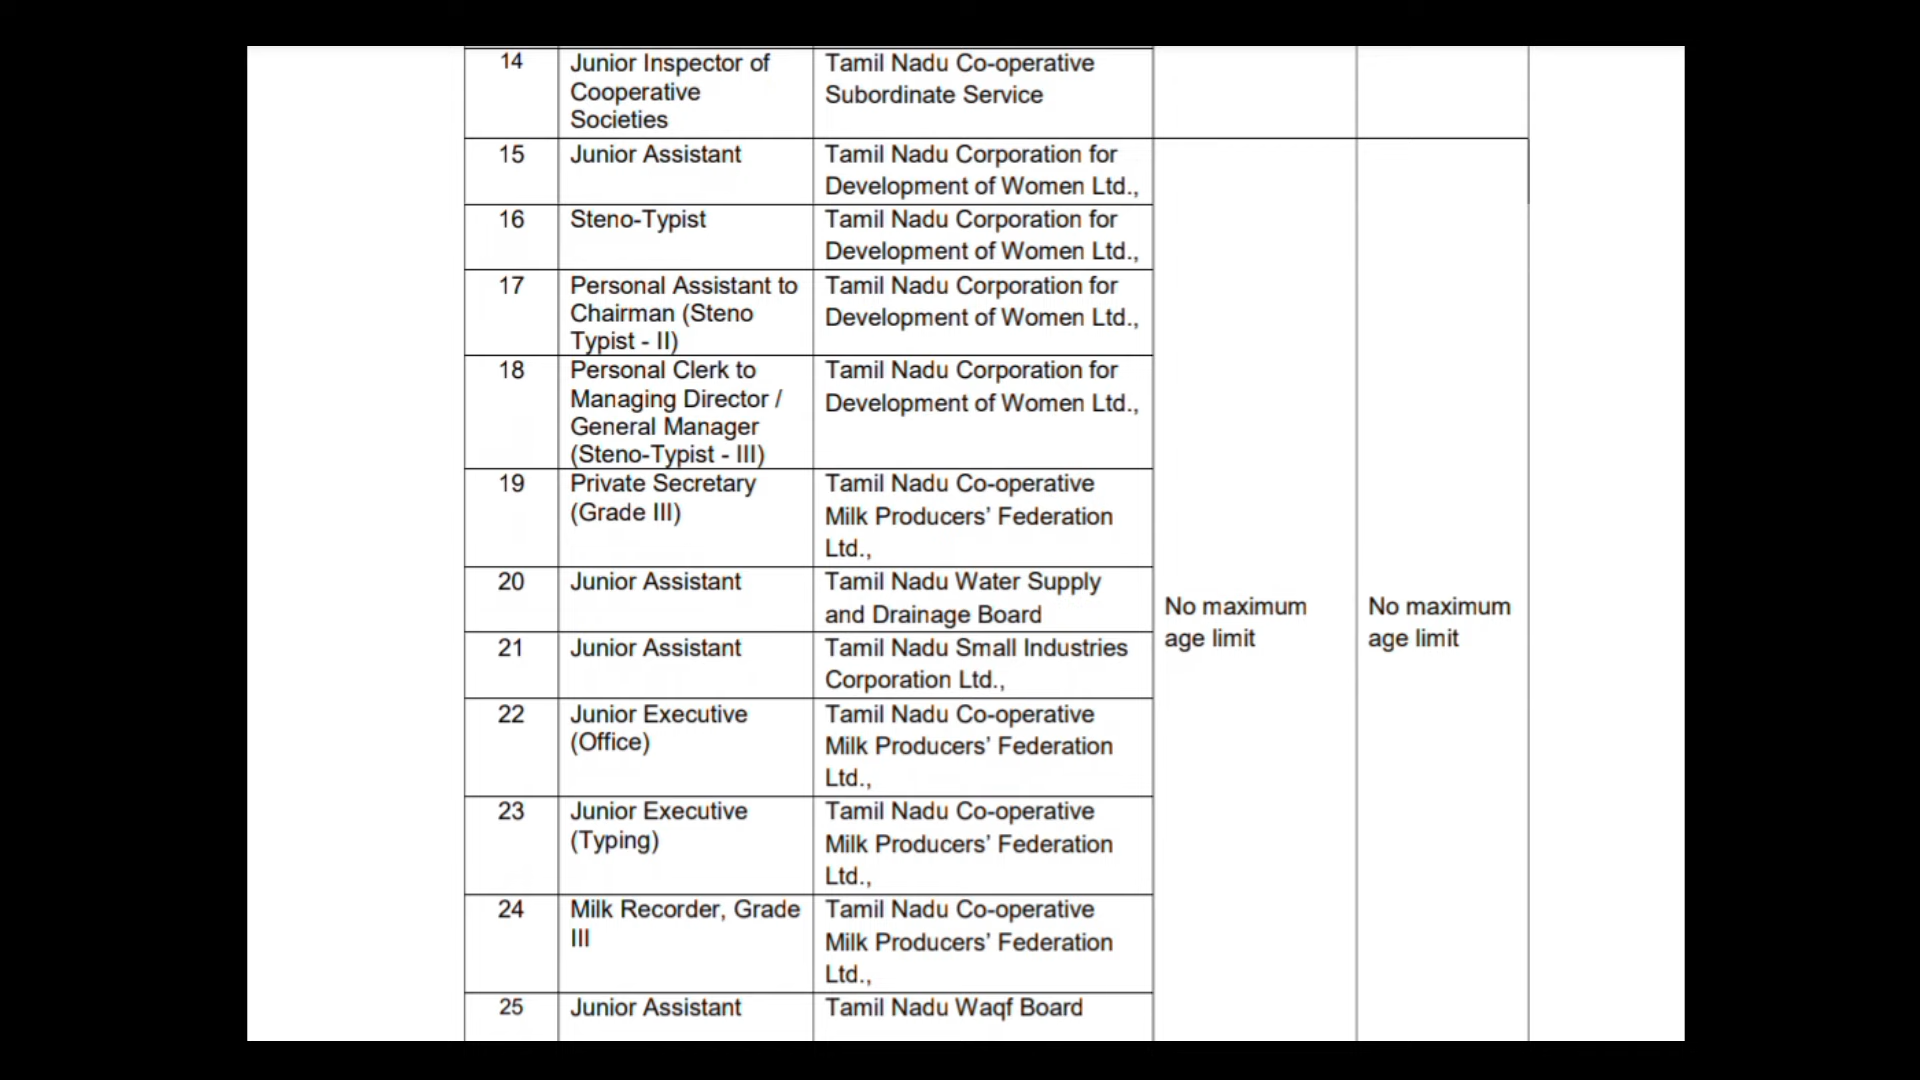 14 Junior Inspector of Cooperative Societies Tamil Nadu Co-operative Subordinate Service
15 Junior Assistant Tamil Nadu Corporation for Development of Women Ltd.,
16 Steno-Typist Tamil Nadu Corporation for Development of Women Ltd.,
17 Personal Assistant to Chairman (Steno Typist - II) Tamil Nadu Corporation for Development of Women Ltd.,
18 Personal Clerk to Managing Director / General Manager (Steno-Typist - III) Tamil Nadu Corporation for Development of Women Ltd.,
19 Private Secretary (Grade III) Tamil Nadu Co-operative Milk Producers’ Federation Ltd.,
20 Junior Assistant Tamil Nadu Water Supply and Drainage Board
21 Junior Assistant Tamil Nadu Small Industries Corporation Ltd.,
22 Junior Executive (Office) Tamil Nadu Co-operative Milk Producers’ Federation Ltd.,
23 Junior Executive (Typing) Tamil Nadu Co-operative Milk Producers’ Federation Ltd.,
24 Milk Recorder, Grade III Tamil Nadu Co-operative Milk Producers’ Federation Ltd.,
25 Junior Assistant Tamil Nadu Waqf Board
No maximum age limit
No maximum age limit